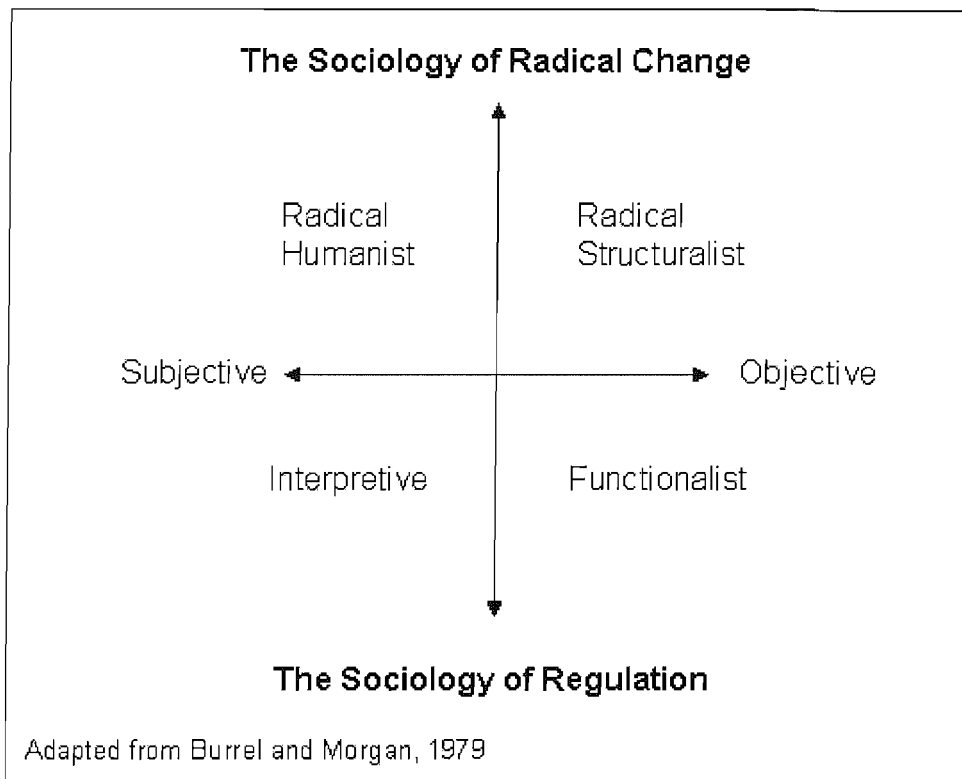 The Sociology of Radical Change
Radical
Humanist
Radical
Structuralist
Subjective
Objective
Interpretive
Functionalist
The Sociology of Regulation
Adapted from Burrel and Morgan, 1979